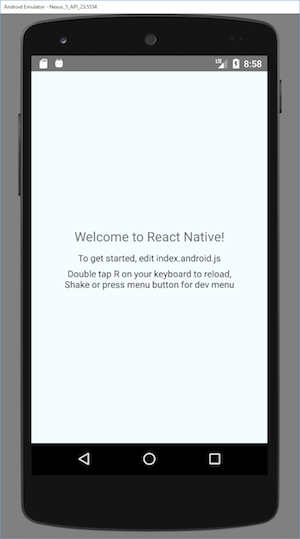 Android Emulator - Nexus_5_API_23:5554
LTE 8:58
Welcome to React Native!
To get started, edit index.android.js
Double tap R on your keyboard to reload,
Shake or press menu button for dev menu